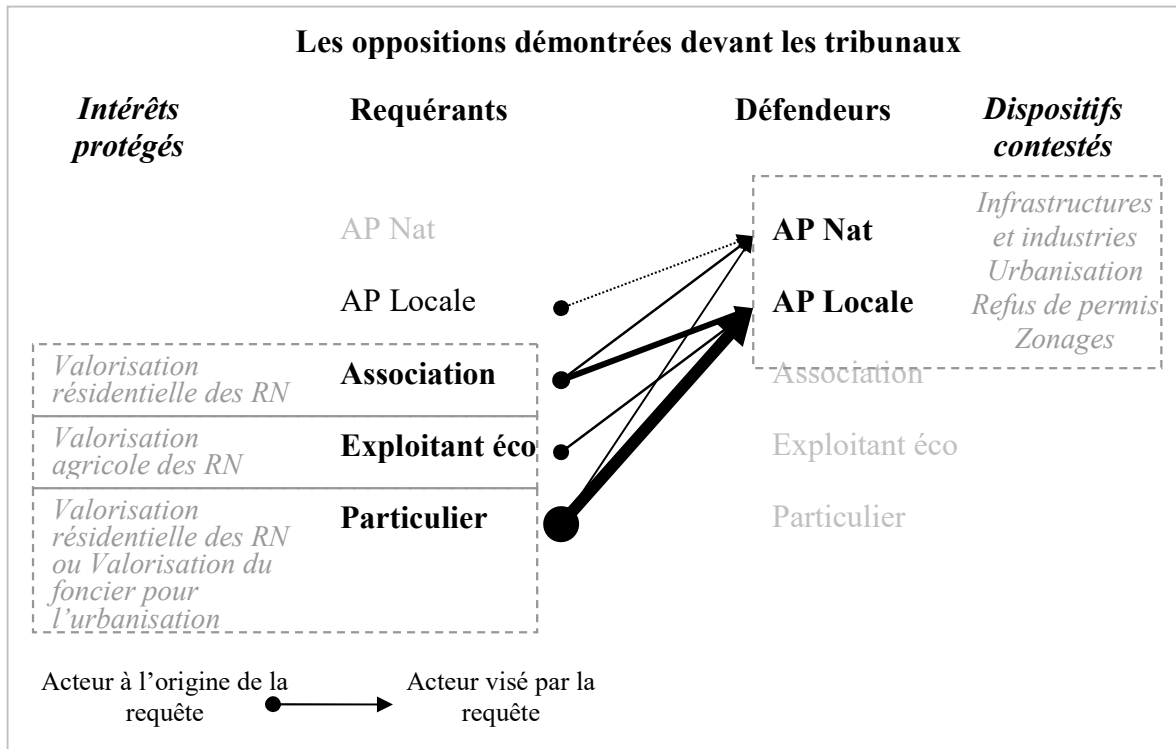 Les oppositions démontrées devant les tribunaux
Intérêts
protégés
Requérants
Défendeurs
Dispositifs
contestés
AP Nat
AP Locale
Valorisation
résidentielle des RN
Association
Valorisation
agricole des RN
Exploitant éco
Valorisation
résidentielle des RN
ou Valorisation du
foncier pour
l'urbanisation
Particulier
AP Nat
AP Locale
Association
Exploitant éco
Particulier
Infrastructures
et industries
Urbanisation
Refus de permis
Zonages
Acteur à l'origine de la
requête
Acteur visé par la
requête